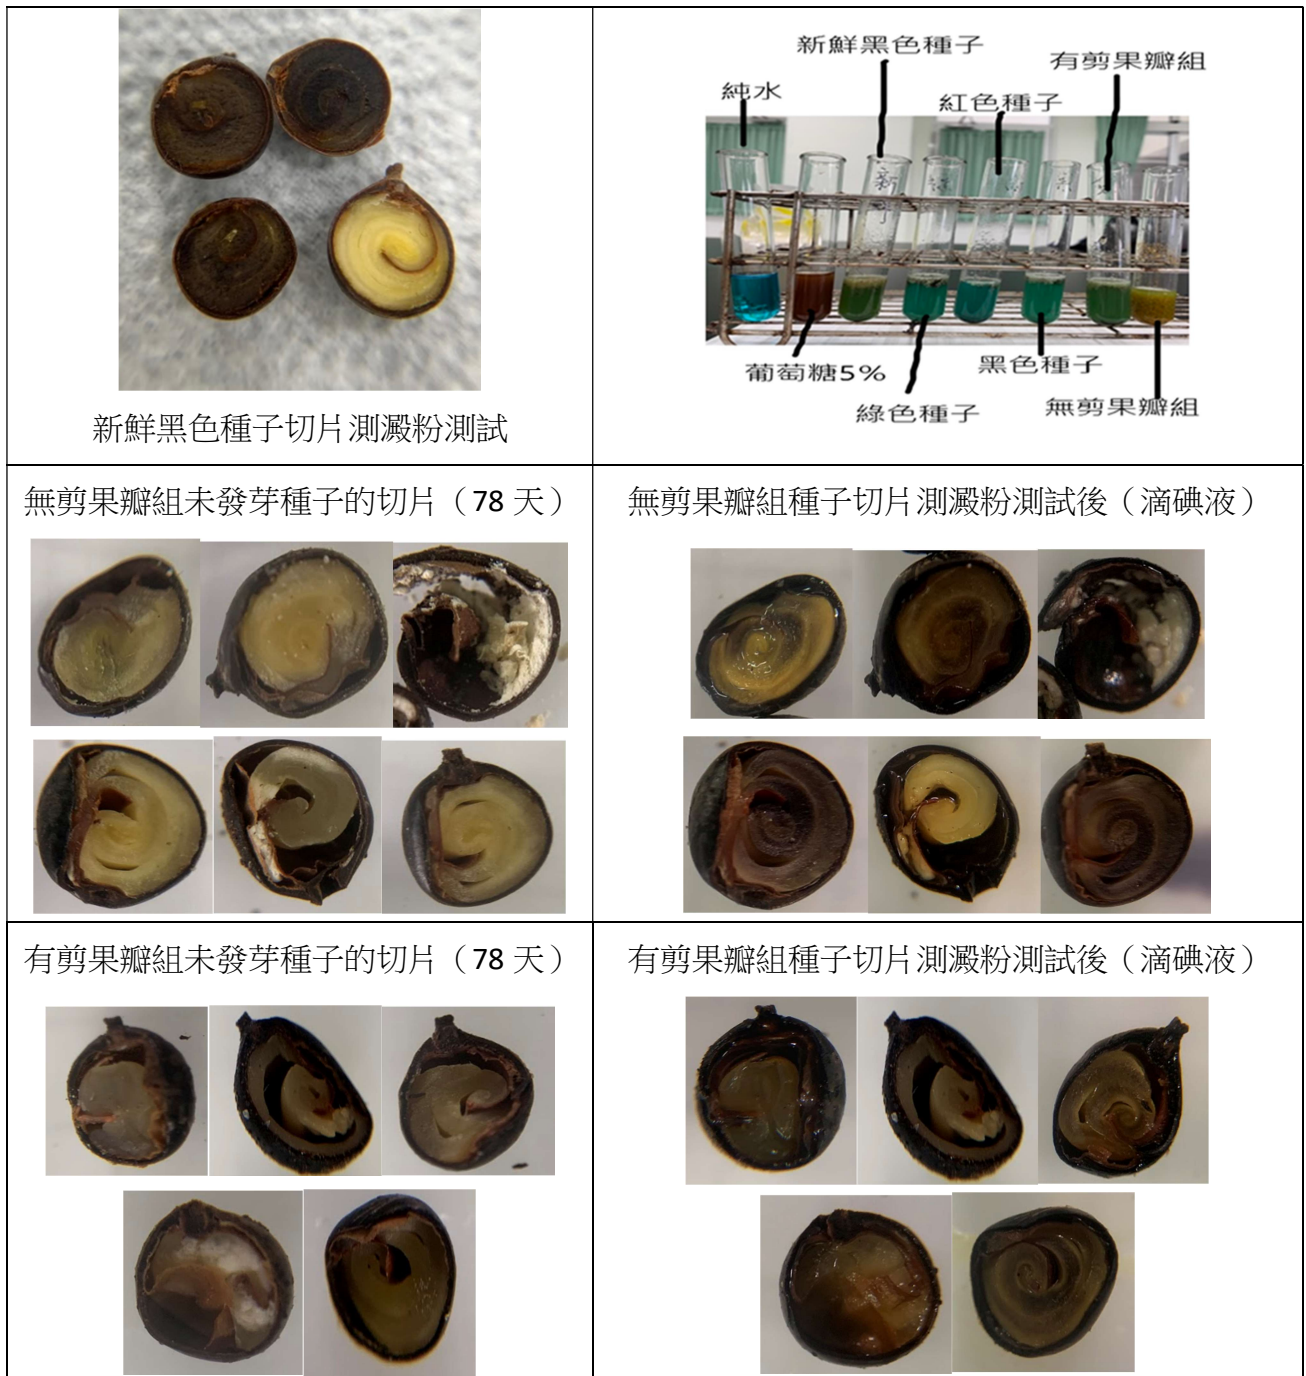 新鮮黑色種子切片測澱粉測試
新鮮黑色種子
有剪果瓣組
純水
紅色種子
新
葡萄糖5%
黑色種子
綠色種子
無剪果瓣組
無剪果瓣組未發芽種子的切片（78 天）
無剪果瓣組種子切片測澱粉測試後（滴碘液）
有剪果瓣組未發芽種子的切片（78 天）
有剪果瓣組種子切片測澱粉測試後（滴碘液）